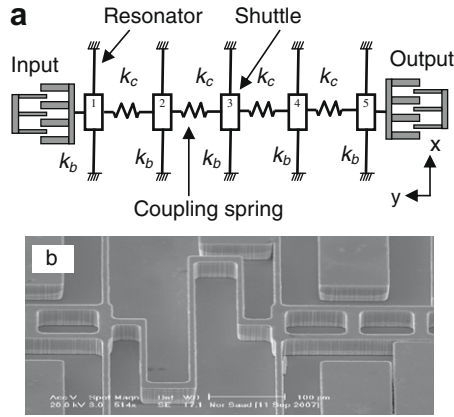 a
Resonator
Shuttle
Input
Output
k_c k_c k_c k_c
1 2 3 4 5
k_b k_b k_b k_b
x
y
Coupling spring
b
Acc V Spot Magn Det WD 100 μm
20.0 kV 3.0 514x SE 17.1 Nor Saad (11 Sep 2007)